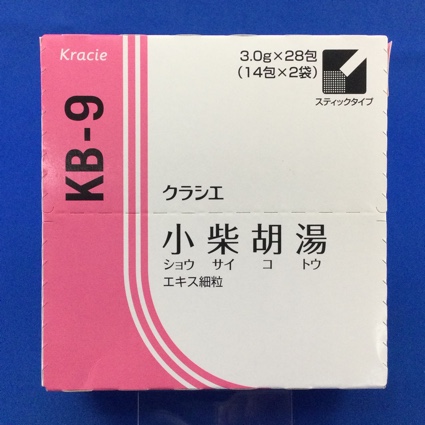 Kracie
3.0g×28包
（14包×2袋）
スティックタイプ
KB-9
クラシエ
小柴胡湯
ショウ サイ コ トウ
エキス細粒